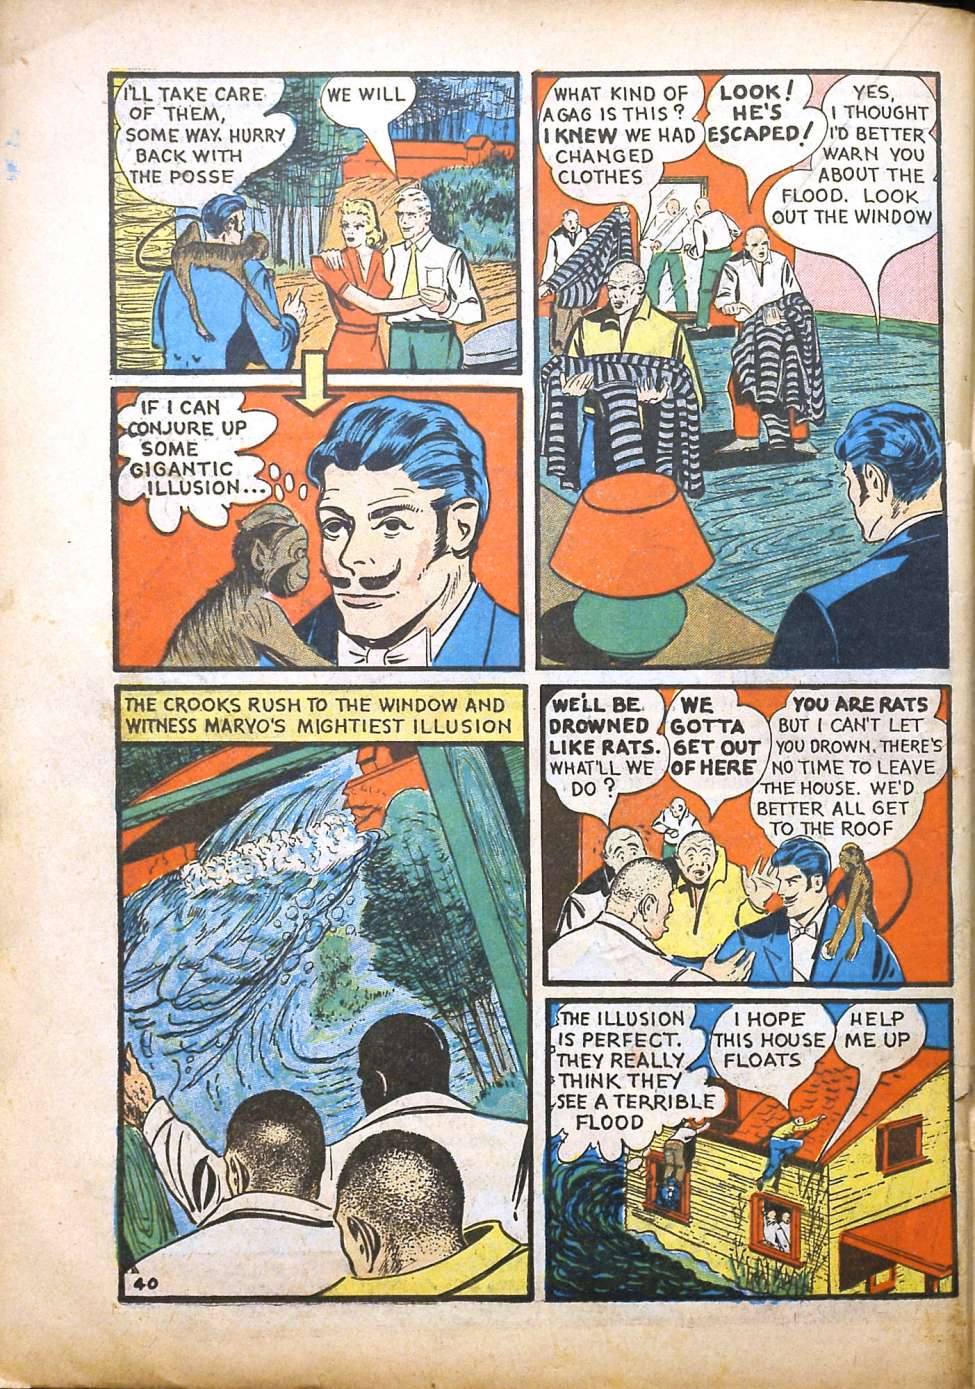 I'LL TAKE CARE
OF THEM,
SOME WAY. HURRY
BACK WITH
THE POSSE
WE WILL
IF I CAN
CONJURE UP
SOME
GIGANTIC
ILLUSION...
WHAT KIND OF
A GAG IS THIS?
I KNEW WE HAD
CHANGED
CLOTHES
LOOK!
HE'S
ESCAPED!
YES,
I THOUGHT
I'D BETTER
WARN YOU
ABOUT THE
FLOOD. LOOK
OUT THE WINDOW
THE CROOKS RUSH TO THE WINDOW AND
WITNESS MARYO'S MIGHTIEST ILLUSION
40
WE'LL BE
DROWNED
LIKE RATS.
WHAT'LL WE
DO?
WE
GOTTA
GET OUT
OF HERE
YOU ARE RATS
BUT I CAN'T LET
YOU DROWN. THERE'S
NO TIME TO LEAVE
THE HOUSE. WE'D
BETTER ALL GET
TO THE ROOF
THE ILLUSION
IS PERFECT.
THEY REALLY
THINK THEY
SEE A TERRIBLE
FLOOD
I HOPE
THIS HOUSE
FLOATS
HELP
ME UP